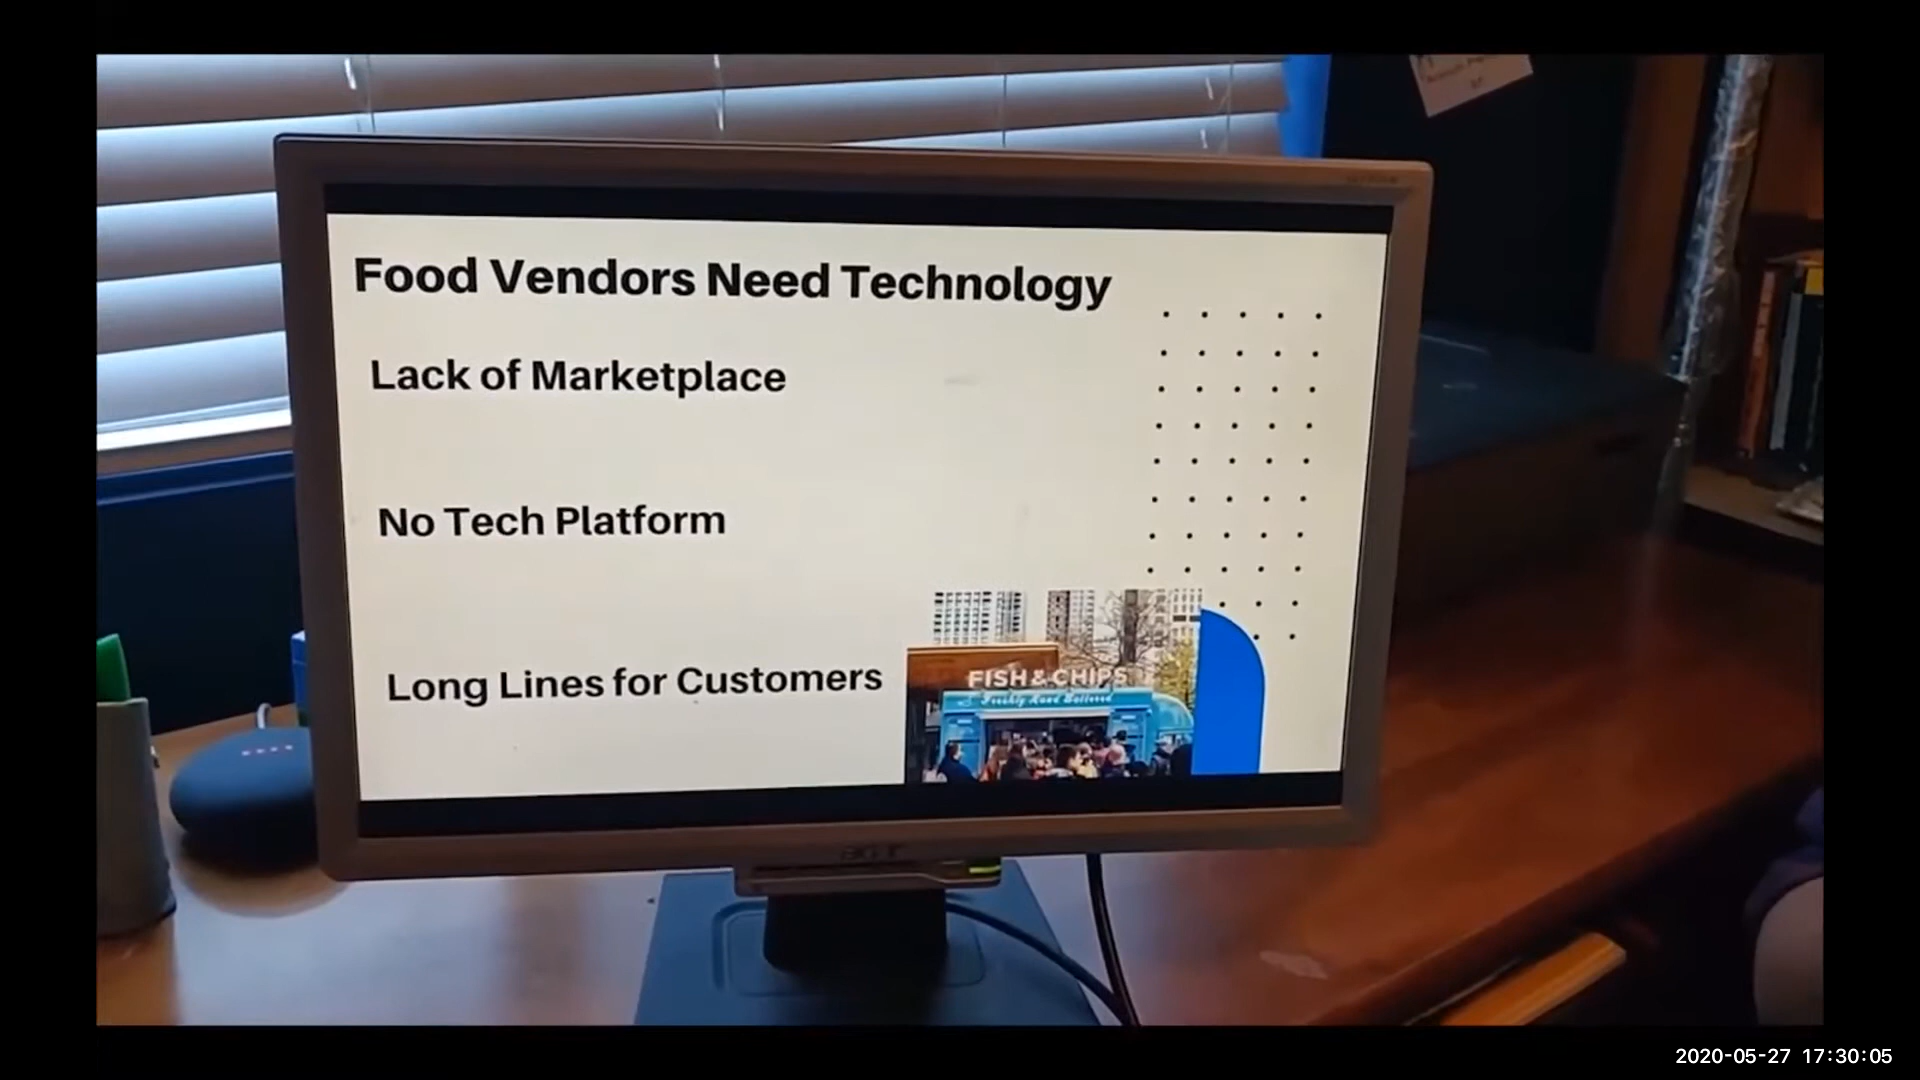 Food Vendors Need Technology
Lack of Marketplace
No Tech Platform
Long Lines for Customers
FISH & CHIPS
Freshly Hand Battered
acer
2020-05-27 17:30:05